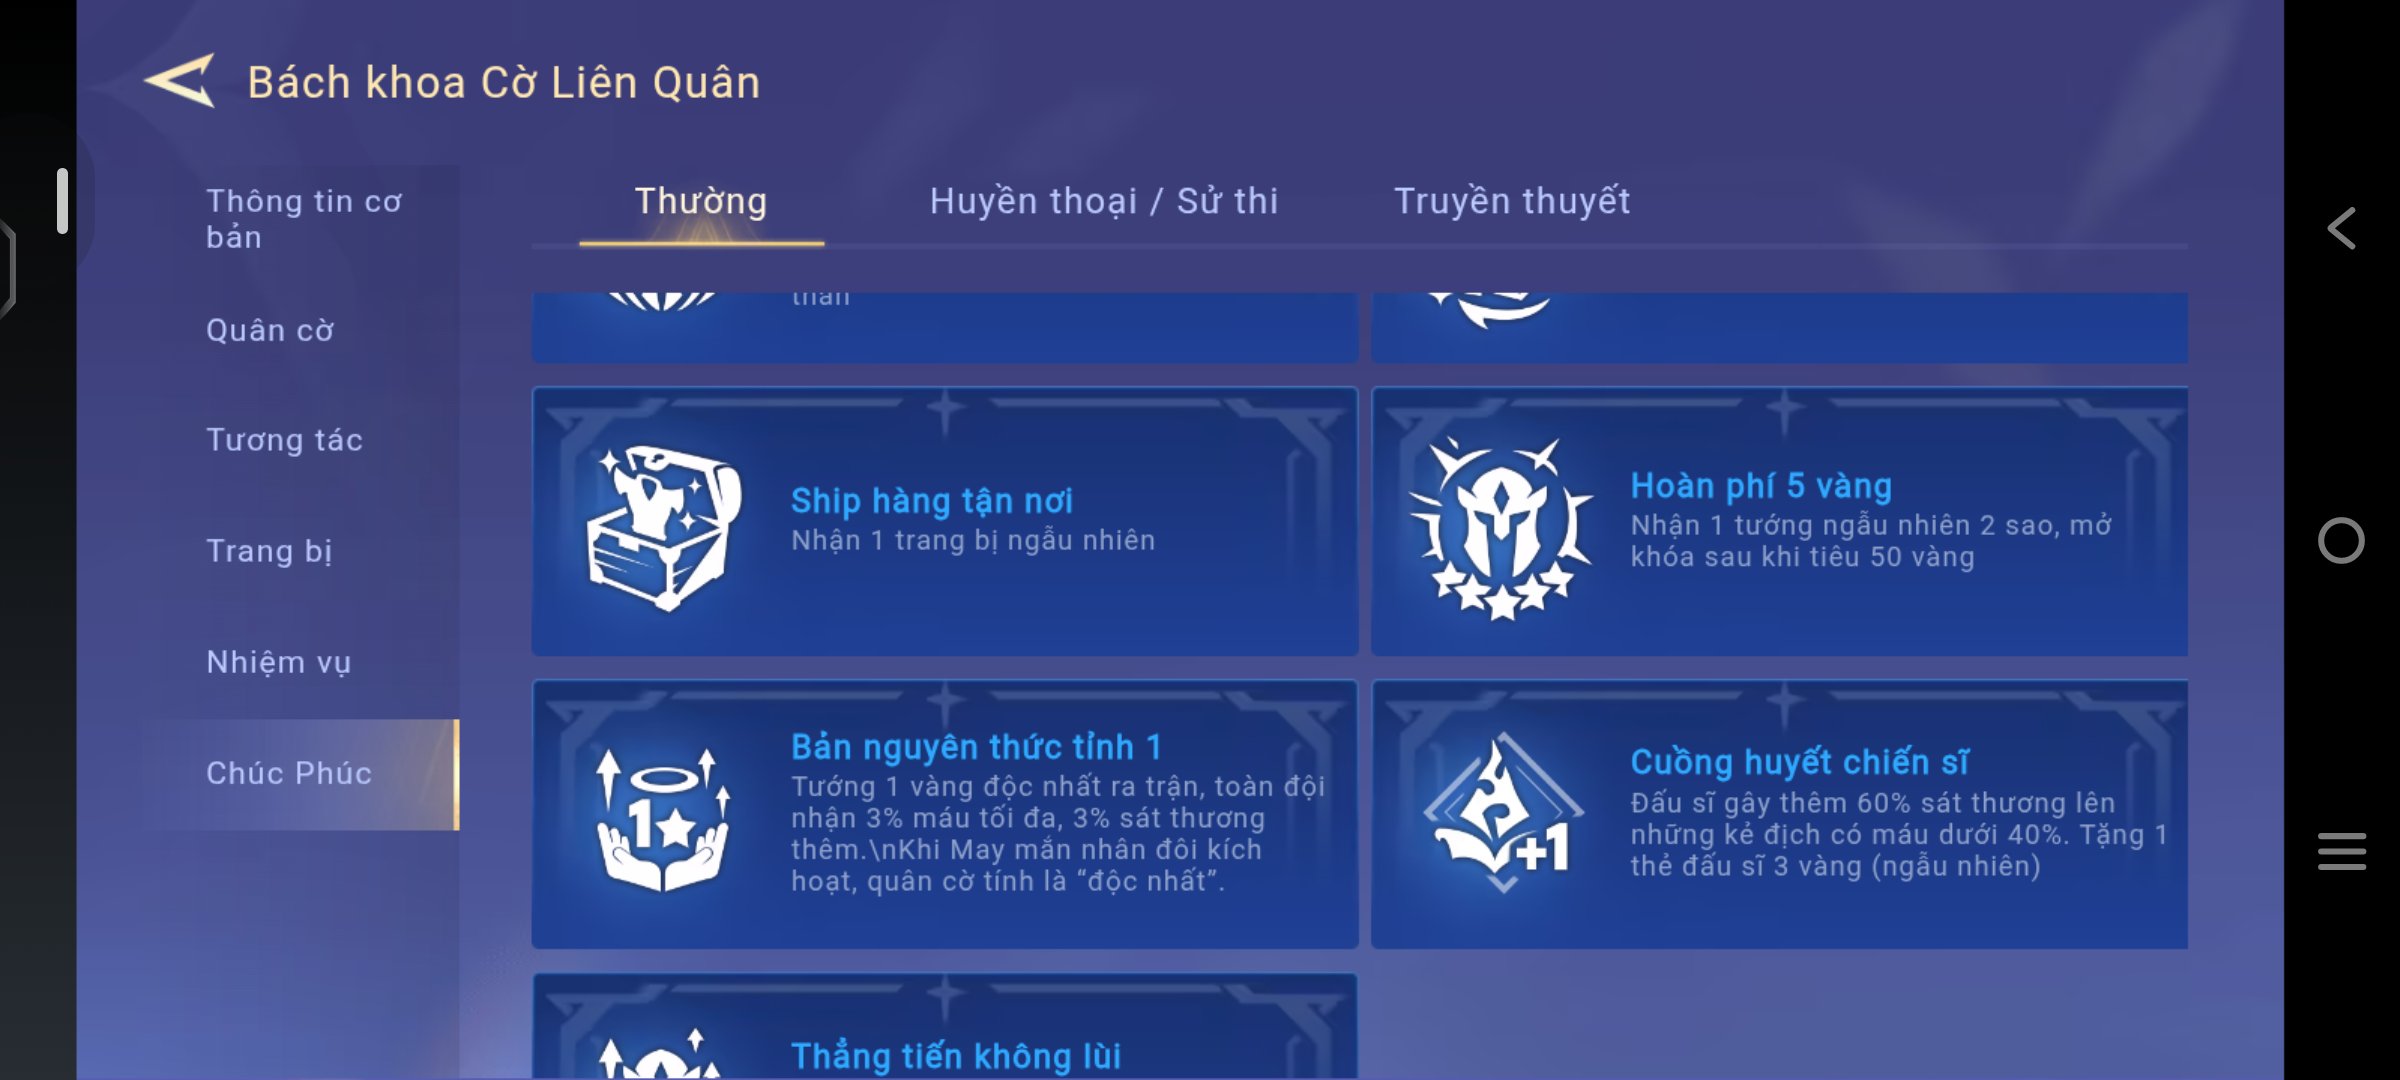 Bách khoa Cờ Liên Quân
Thông tin cơ
bản
Quân cờ
Tương tác
Trang bị
Nhiệm vụ
Chúc Phúc
Thường
Huyền thoại / Sử thi
Truyền thuyết
Ship hàng tận nơi
Nhận 1 trang bị ngẫu nhiên
Hoàn phí 5 vàng
Nhận 1 tướng ngẫu nhiên 2 sao, mở
khóa sau khi tiêu 50 vàng
1
Bản nguyên thức tỉnh 1
Tướng 1 vàng độc nhất ra trận, toàn đội
nhận 3% máu tối đa, 3% sát thương
thêm.\nKhi May mắn nhân đôi kích
hoạt, quân cờ tính là “độc nhất”.
+1
Cuồng huyết chiến sĩ
Đấu sĩ gây thêm 60% sát thương lên
những kẻ địch có máu dưới 40%. Tặng 1
thẻ đấu sĩ 3 vàng (ngẫu nhiên)
Thẳng tiến không lùi